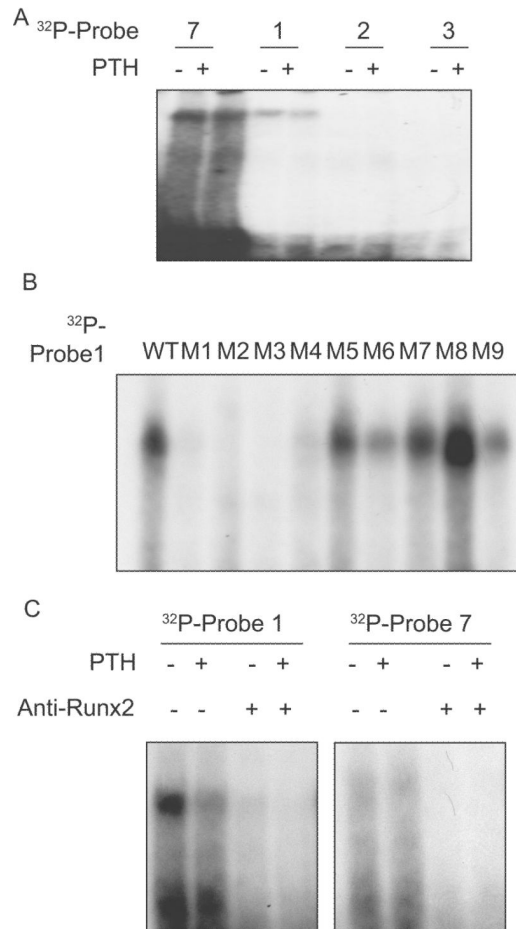 A
³²P-Probe 7 1 2 3
PTH - + - + - + - +
B
³²P-
Probe1 WT M1 M2 M3 M4 M5 M6 M7 M8 M9
C
³²P-Probe 1 ³²P-Probe 7
PTH - + - + - + - +
Anti-Runx2 - - + + - - + +